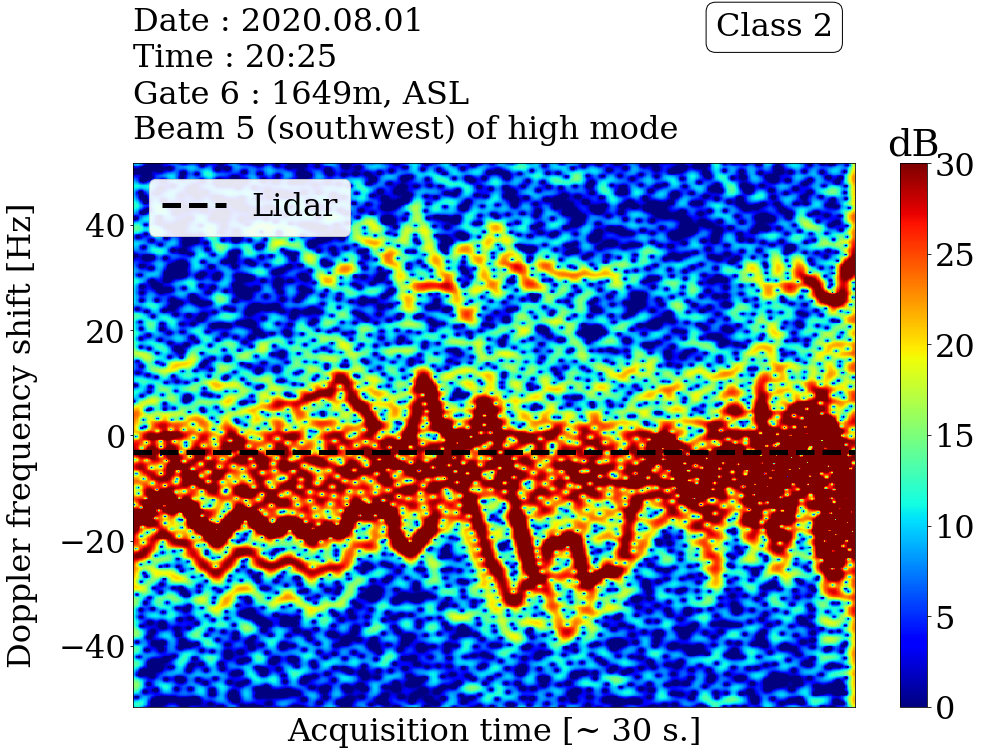 Date : 2020.08.01
Time : 20:25
Gate 6 : 1649m, ASL
Beam 5 (southwest) of high mode
Class 2
dB
Lidar
Doppler frequency shift [Hz]
40
20
0
−20
−40
30
25
20
15
10
5
0
Acquisition time [~ 30 s.]